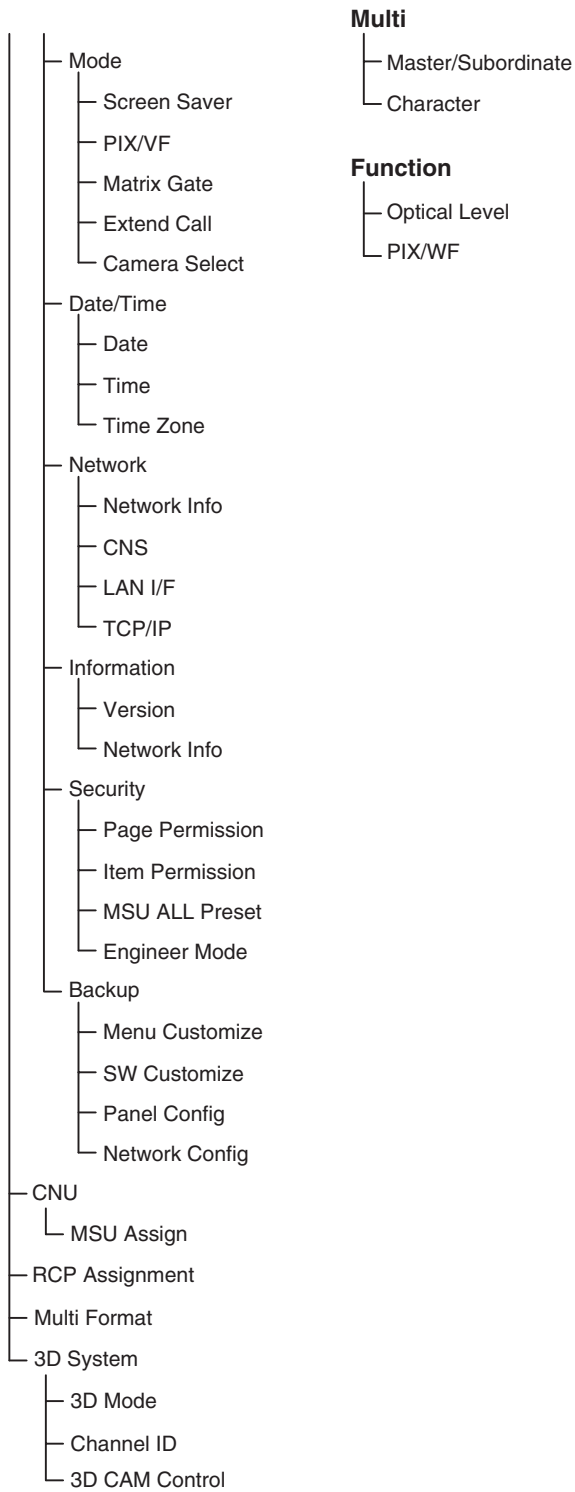 Mode
Screen Saver
PIX/VF
Matrix Gate
Extend Call
Camera Select
Date/Time
Date
Time
Time Zone
Network
Network Info
CNS
LAN I/F
TCP/IP
Information
Version
Network Info
Security
Page Permission
Item Permission
MSU ALL Preset
Engineer Mode
Backup
Menu Customize
SW Customize
Panel Config
Network Config
CNU
MSU Assign
RCP Assignment
Multi Format
3D System
3D Mode
Channel ID
3D CAM Control
Multi
Master/Subordinate
Character
Function
Optical Level
PIX/WF